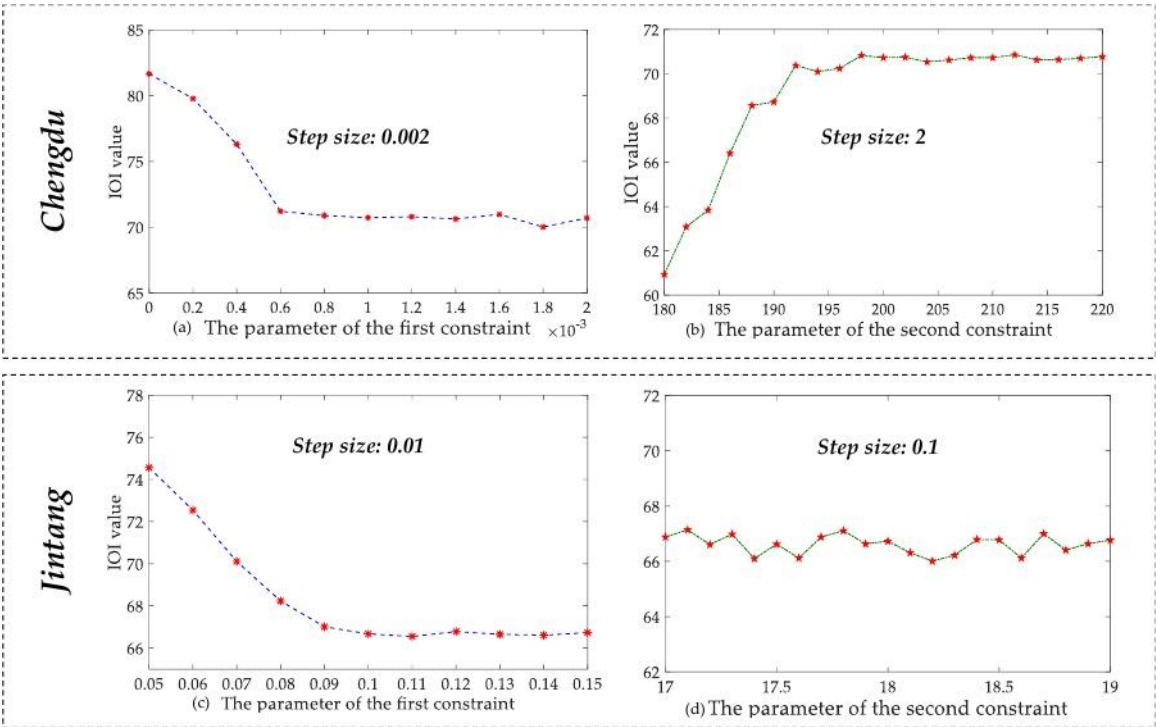 Chengdu
85
80
75
70
65
IOI value
Step size: 0.002
0 0.2 0.4 0.6 0.8 1 1.2 1.4 1.6 1.8 2
(a) The parameter of the first constraint ×10-3
72
70
68
66
64
62
60
IOI value
Step size: 2
180 185 190 195 200 205 210 215 220
(b) The parameter of the second constraint
Jintang
78
76
74
72
70
68
66
IOI value
Step size: 0.01
0.05 0.06 0.07 0.08 0.09 0.1 0.11 0.12 0.13 0.14 0.15
(c) The parameter of the first constraint
72
70
68
66
64
62
Step size: 0.1
17 17.5 18 18.5 19
(d) The parameter of the second constraint